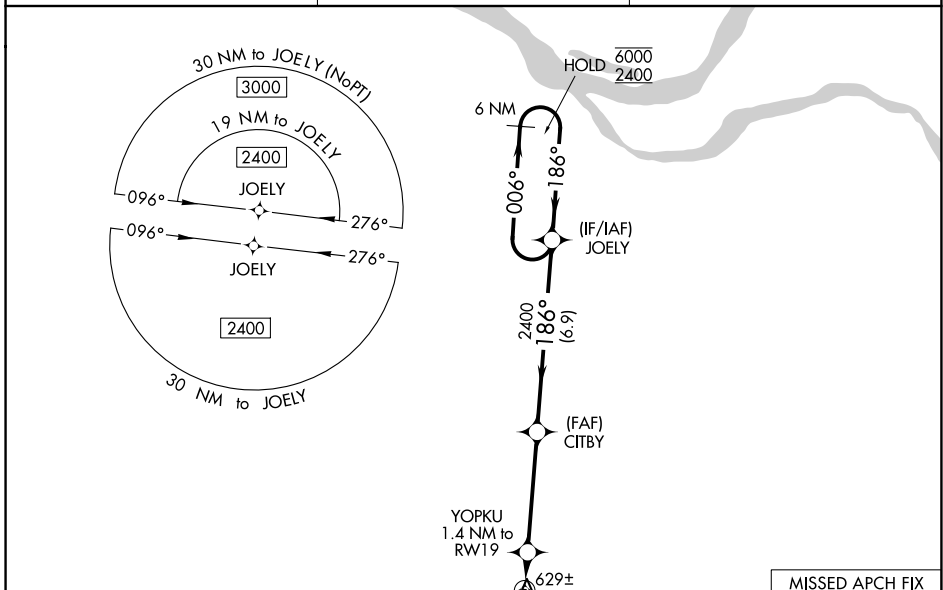 30 NM to JOELY (NoPT)
3000
19 NM to JOELY
2400
JOELY
096°
276°
096°
276°
JOELY
2400
30 NM to JOELY
HOLD
6000
2400
6 NM
006°
186°
(IF/IAF)
JOELY
2400
186°
(6.9)
(FAF)
CITBY
YOPKU
1.4 NM to
RW19
629±
MISSED APCH FIX